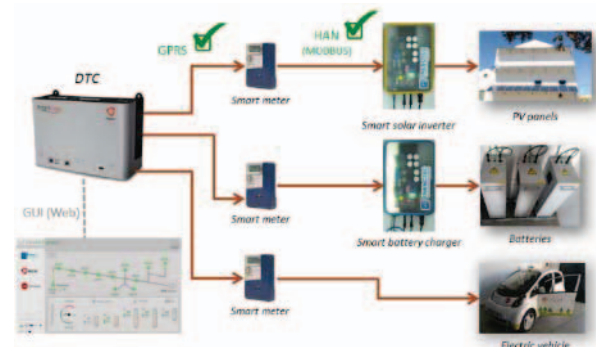 GPRS
HAN
(MODBUS)
DTC
Smart meter
Smart solar inverter
PV panels
GUI (Web)
Smart meter
Smart battery charger
Batteries
Smart meter
Electric vehicle